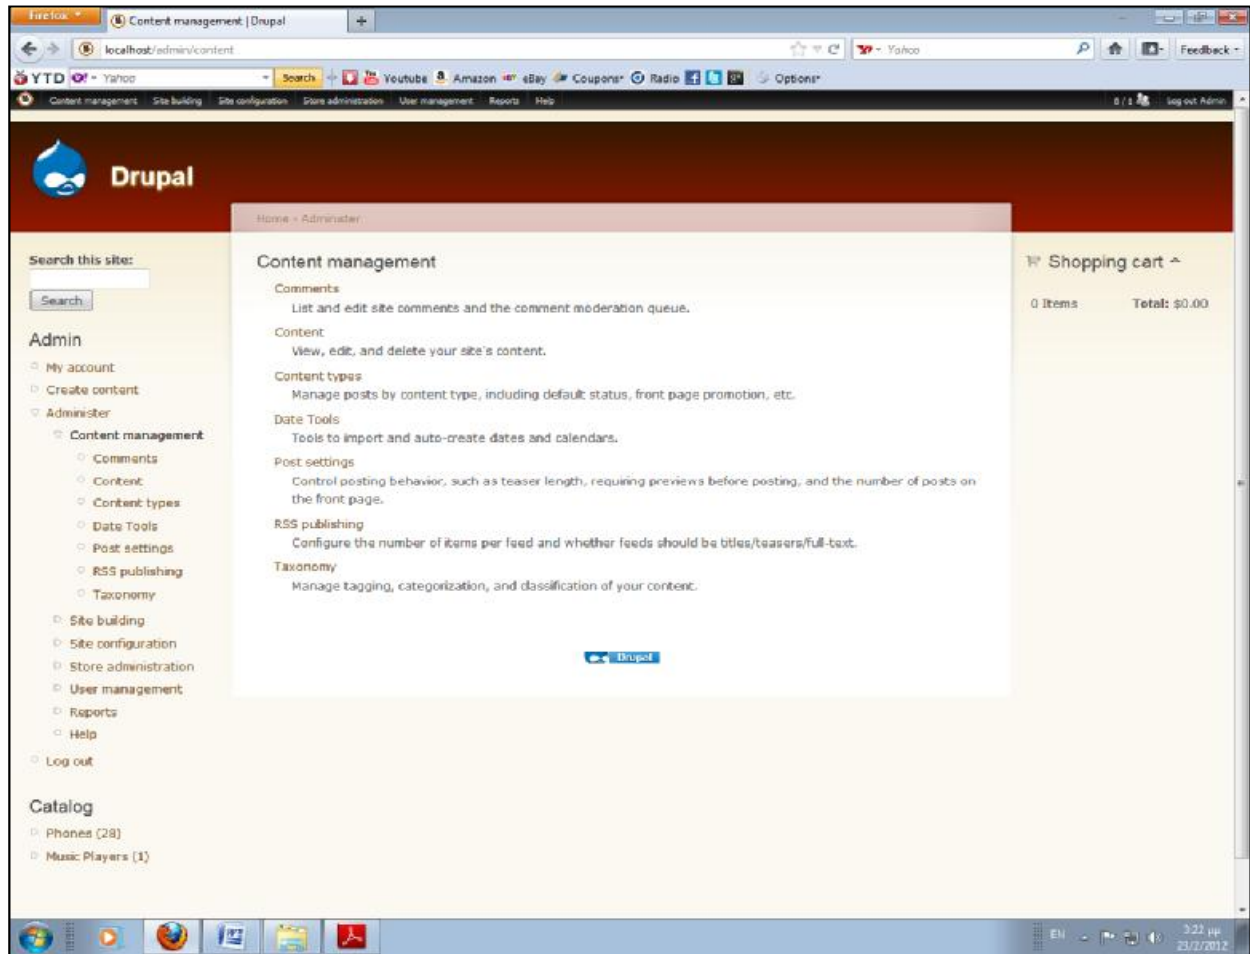 Firefox
Content management | Drupal
localhost/admin/content
Yahoo
Feedback
YTD
Yahoo
Search
Youtube
Amazon
eBay
Coupons
Radio
Options
Content management Site building Site configuration Store administration User management Reports Help
0 / 1
Log out Admin
Drupal
Home » Administer
Search this site:
Search
Admin
My account
Create content
Administer
Content management
Comments
Content
Content types
Date Tools
Post settings
RSS publishing
Taxonomy
Site building
Site configuration
Store administration
User management
Reports
Help
Log out
Catalog
Phones (28)
Music Players (1)
Content management
Comments
List and edit site comments and the comment moderation queue.
Content
View, edit, and delete your site's content.
Content types
Manage posts by content type, including default status, front page promotion, etc.
Date Tools
Tools to import and auto-create dates and calendars.
Post settings
Control posting behavior, such as teaser length, requiring previews before posting, and the number of posts on
the front page.
RSS publishing
Configure the number of items per feed and whether feeds should be titles/teasers/full-text.
Taxonomy
Manage tagging, categorization, and classification of your content.
Drupal
Shopping cart
0 Items Total: $0.00
EN
3:22 μμ
23/2/2012